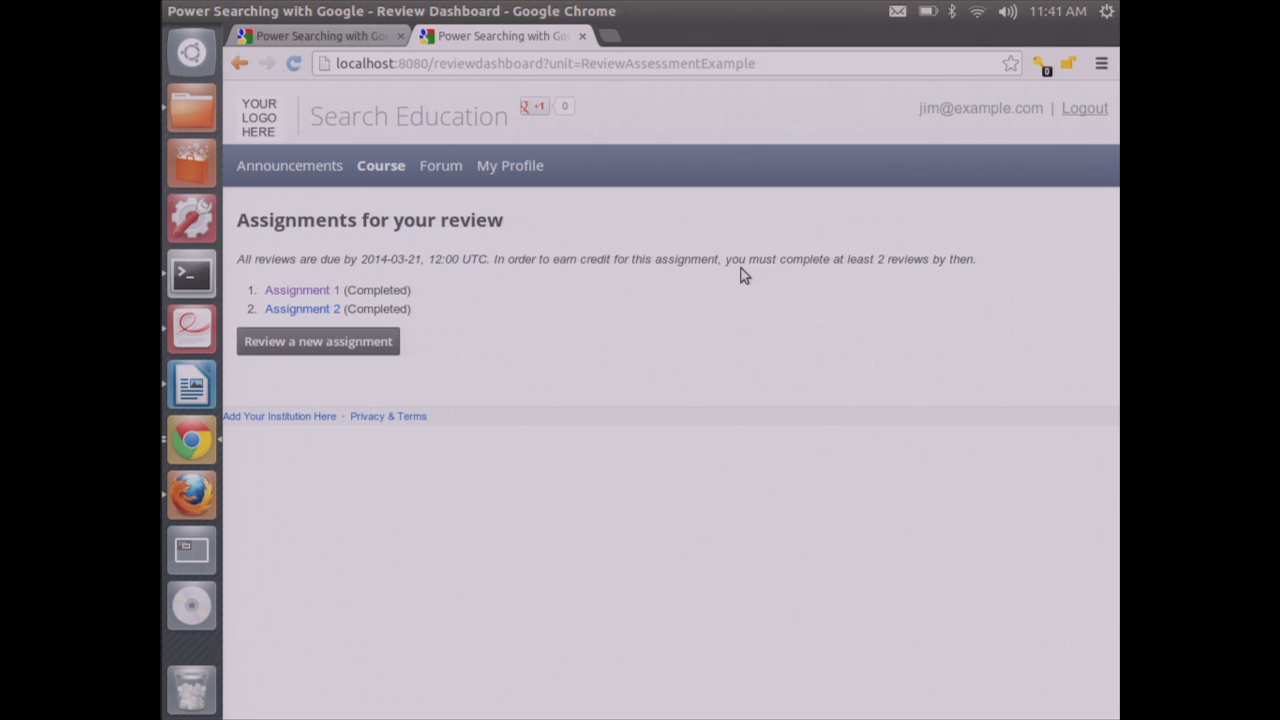 Power Searching with Google - Review Dashboard - Google Chrome
11:41 AM
Power Searching with Go
Power Searching with Go
localhost:8080/reviewdashboard?unit=ReviewAssessmentExample
0
YOUR
LOGO
HERE
Search Education
+1
0
jim@example.com | Logout
Announcements Course Forum My Profile
Assignments for your review
All reviews are due by 2014-03-21, 12:00 UTC. In order to earn credit for this assignment, you must complete at least 2 reviews by then.
1. Assignment 1 (Completed)
2. Assignment 2 (Completed)
Review a new assignment
Add Your Institution Here · Privacy & Terms